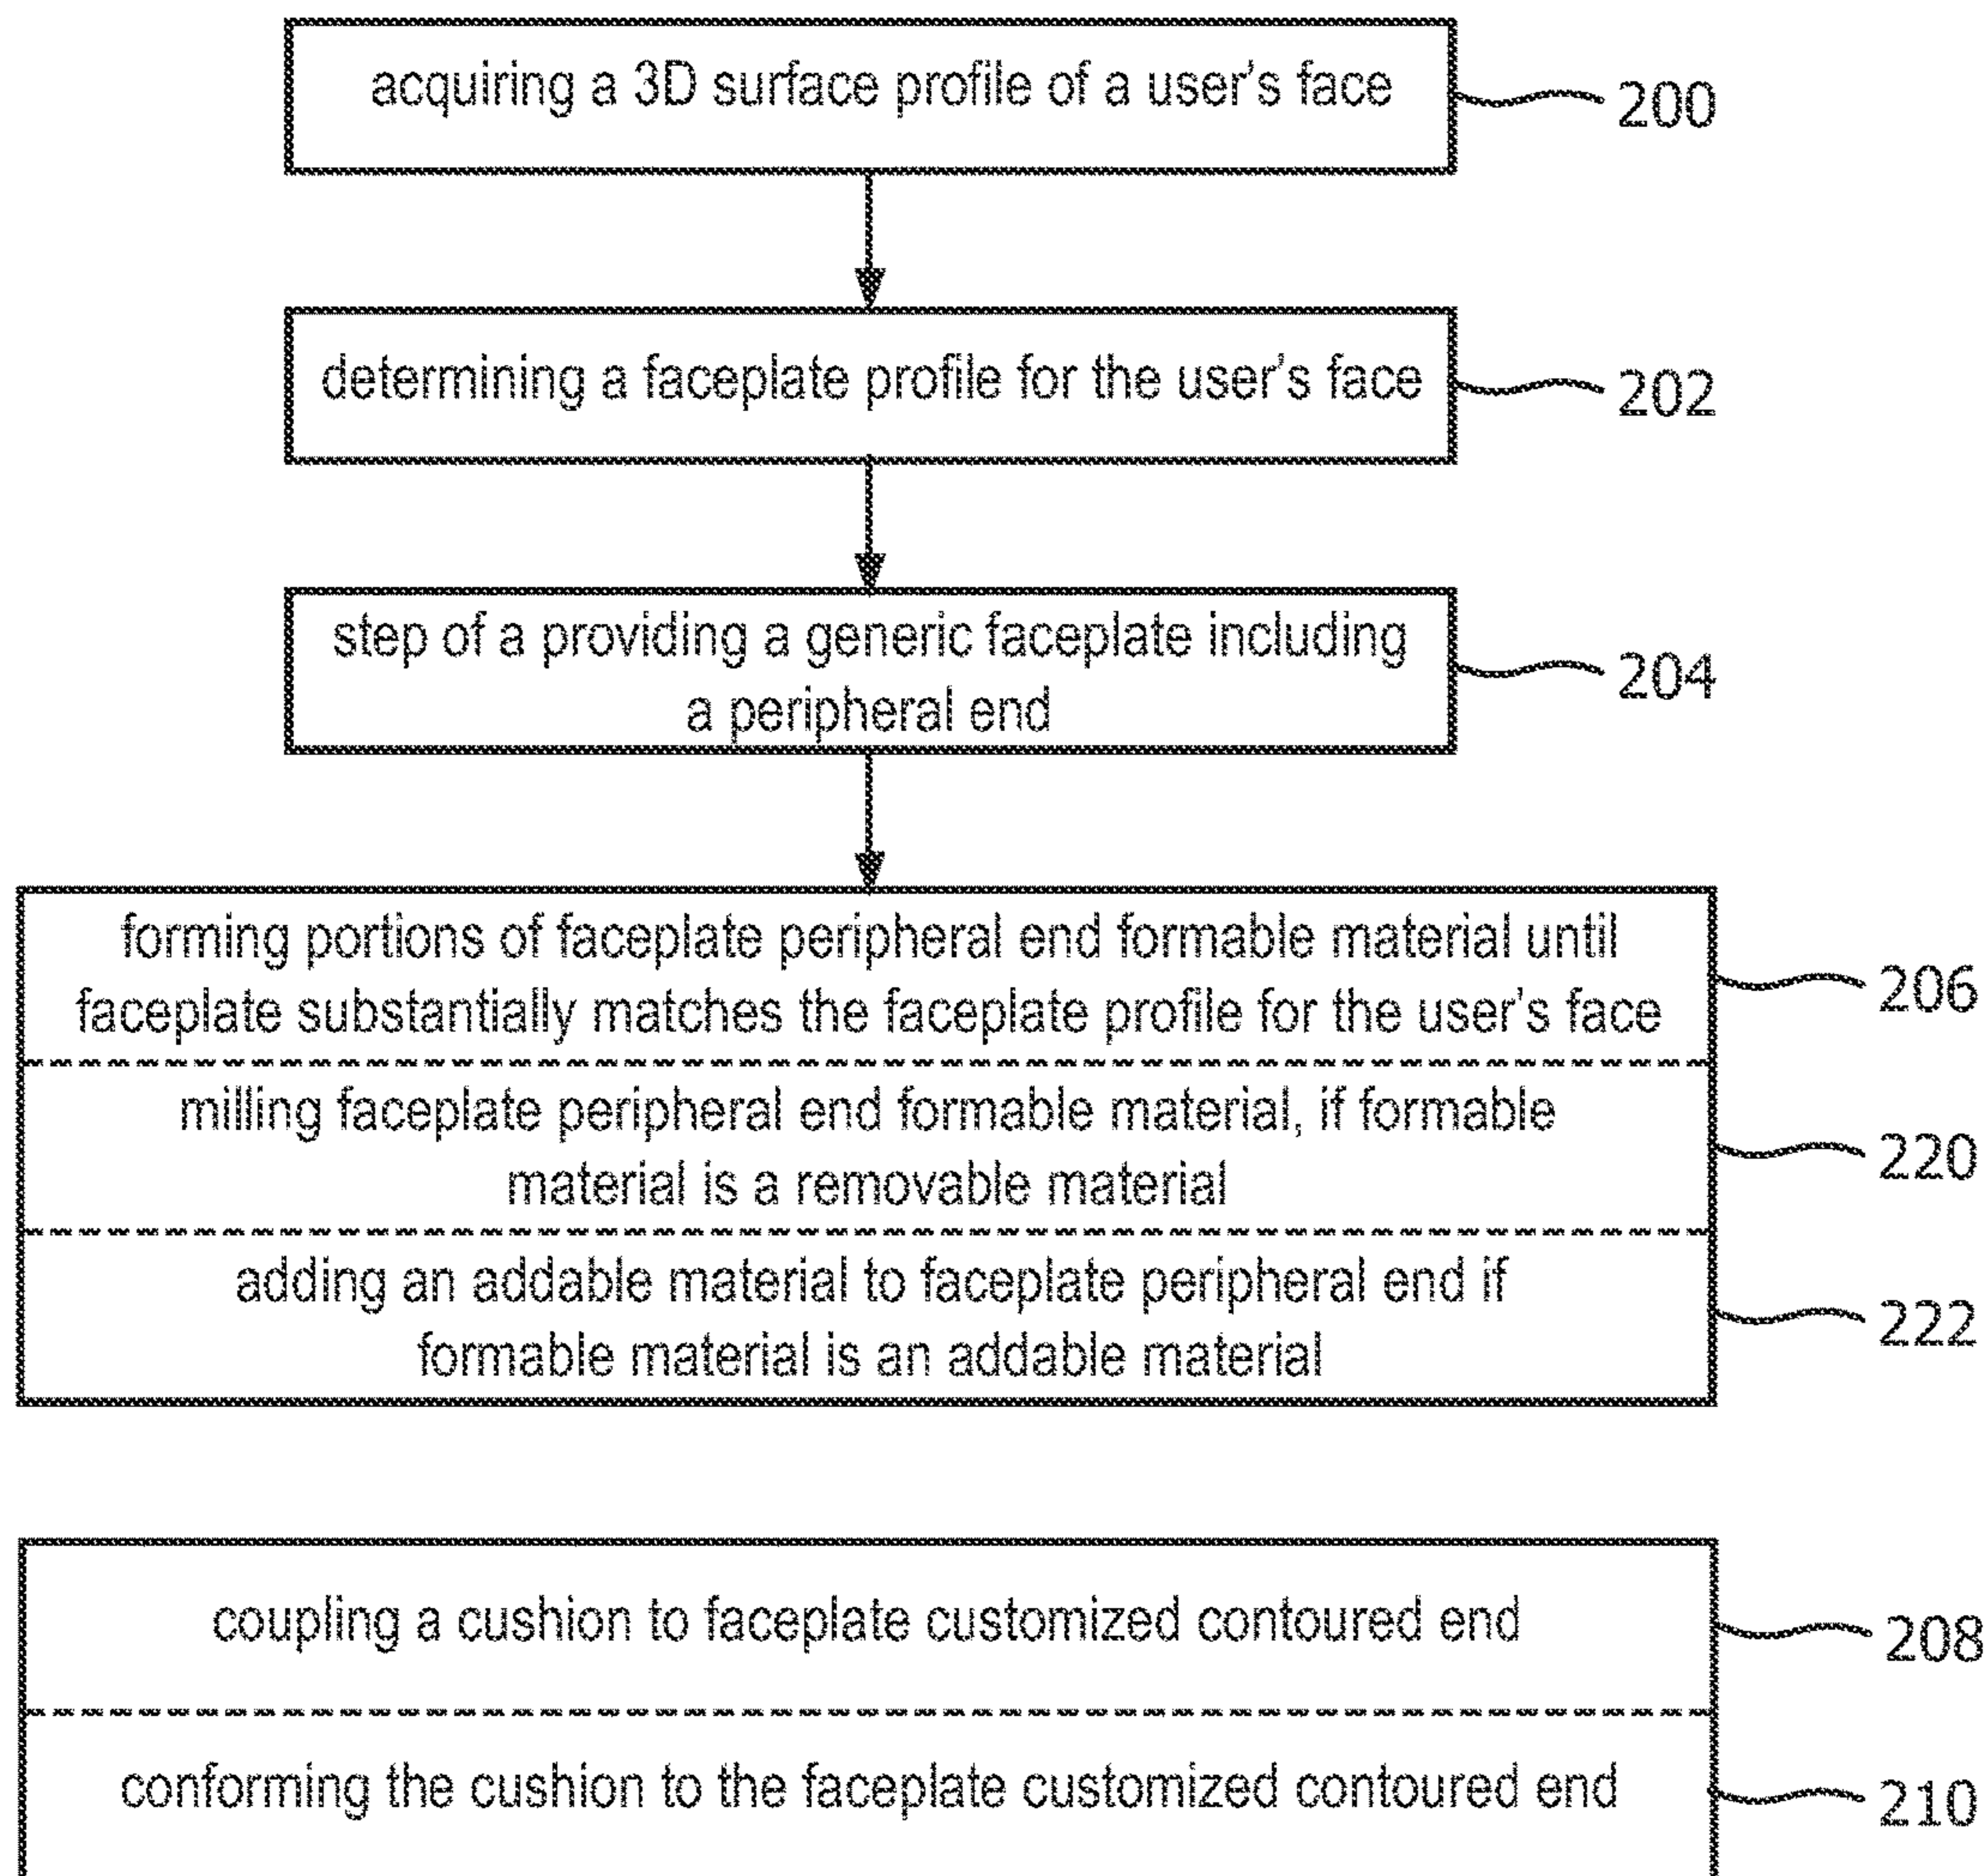 acquiring a 3D surface profile of a user's face
200
determining a faceplate profile for the user's face
202
step of a providing a generic faceplate including
a peripheral end
204
forming portions of faceplate peripheral end formable material until
faceplate substantially matches the faceplate profile for the user's face
206
milling faceplate peripheral end formable material, if formable
material is a removable material
220
adding an addable material to faceplate peripheral end if
formable material is an addable material
222
coupling a cushion to faceplate customized contoured end
208
conforming the cushion to the faceplate customized contoured end
210